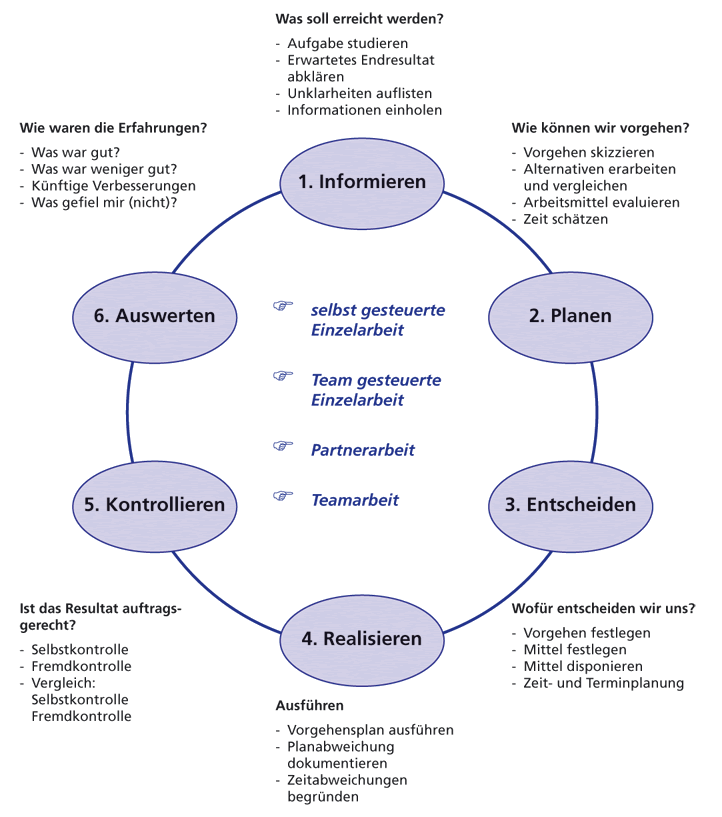 Was soll erreicht werden?
- Aufgabe studieren
- Erwartetes Endresultat
abklären
- Unklarheiten auflisten
- Informationen einholen
1. Informieren
Wie können wir vorgehen?
- Vorgehen skizzieren
- Alternativen erarbeiten
und vergleichen
- Arbeitsmittel evaluieren
- Zeit schätzen
2. Planen
3. Entscheiden
Wofür entscheiden wir uns?
- Vorgehen festlegen
- Mittel festlegen
- Mittel disponieren
- Zeit- und Terminplanung
4. Realisieren
Ausführen
- Vorgehensplan ausführen
- Planabweichung
dokumentieren
- Zeitabweichungen
begründen
5. Kontrollieren
Ist das Resultat auftrags-
gerecht?
- Selbstkontrolle
- Fremdkontrolle
- Vergleich:
Selbstkontrolle
Fremdkontrolle
Wie waren die Erfahrungen?
- Was war gut?
- Was war weniger gut?
- Künftige Verbesserungen
- Was gefiel mir (nicht)?
6. Auswerten
selbst gesteuerte
Einzelarbeit
Team gesteuerte
Einzelarbeit
Partnerarbeit
Teamarbeit